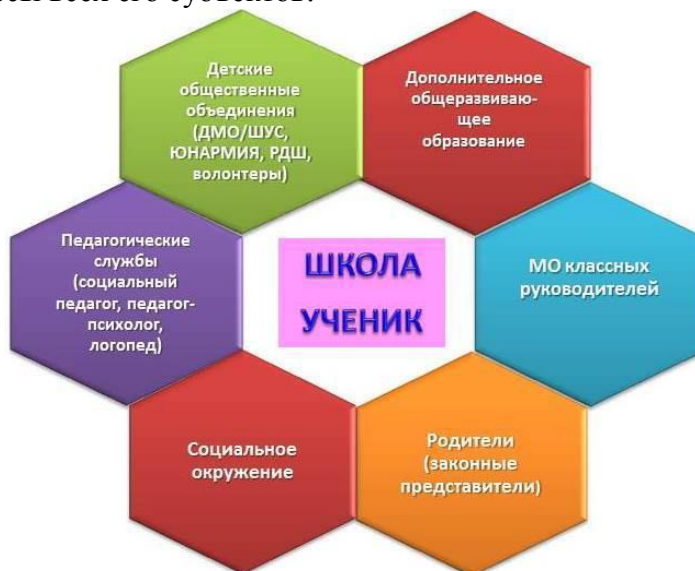 всех его субъектов.
Детские
общественные
объединения
(ДМО/ШУС,
ЮНАРМИЯ, РДШ,
волонтеры)
Дополнительное
общеразвиваю-
щее
образование
Педагогические
службы
(социальный
педагог, педагог-
психолог,
логопед)
ШКОЛА
УЧЕНИК
МО классных
руководителей
Социальное
окружение
Родители
(законные
представители)